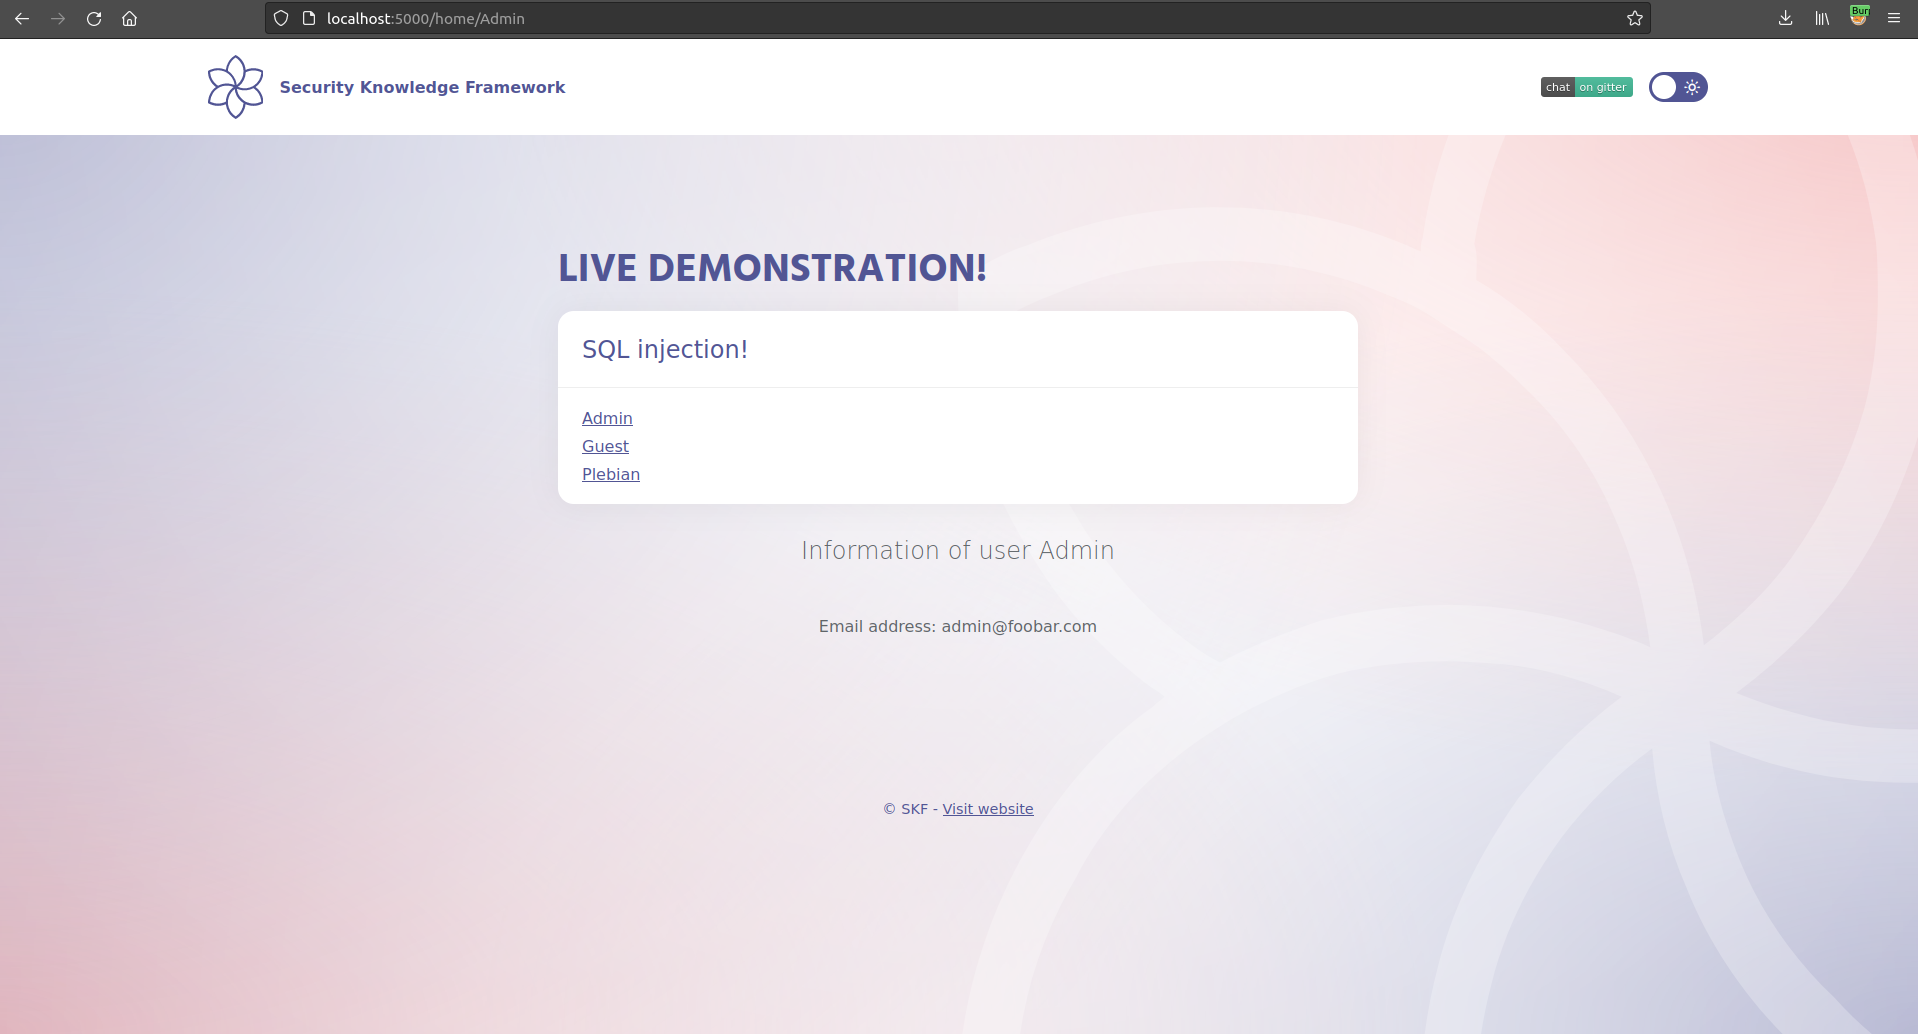 localhost:5000/home/Admin
Bur
Security Knowledge Framework
chat on gitter
LIVE DEMONSTRATION!
SQL injection!
Admin
Guest
Plebian
Information of user Admin
Email address: admin@foobar.com
© SKF - Visit website